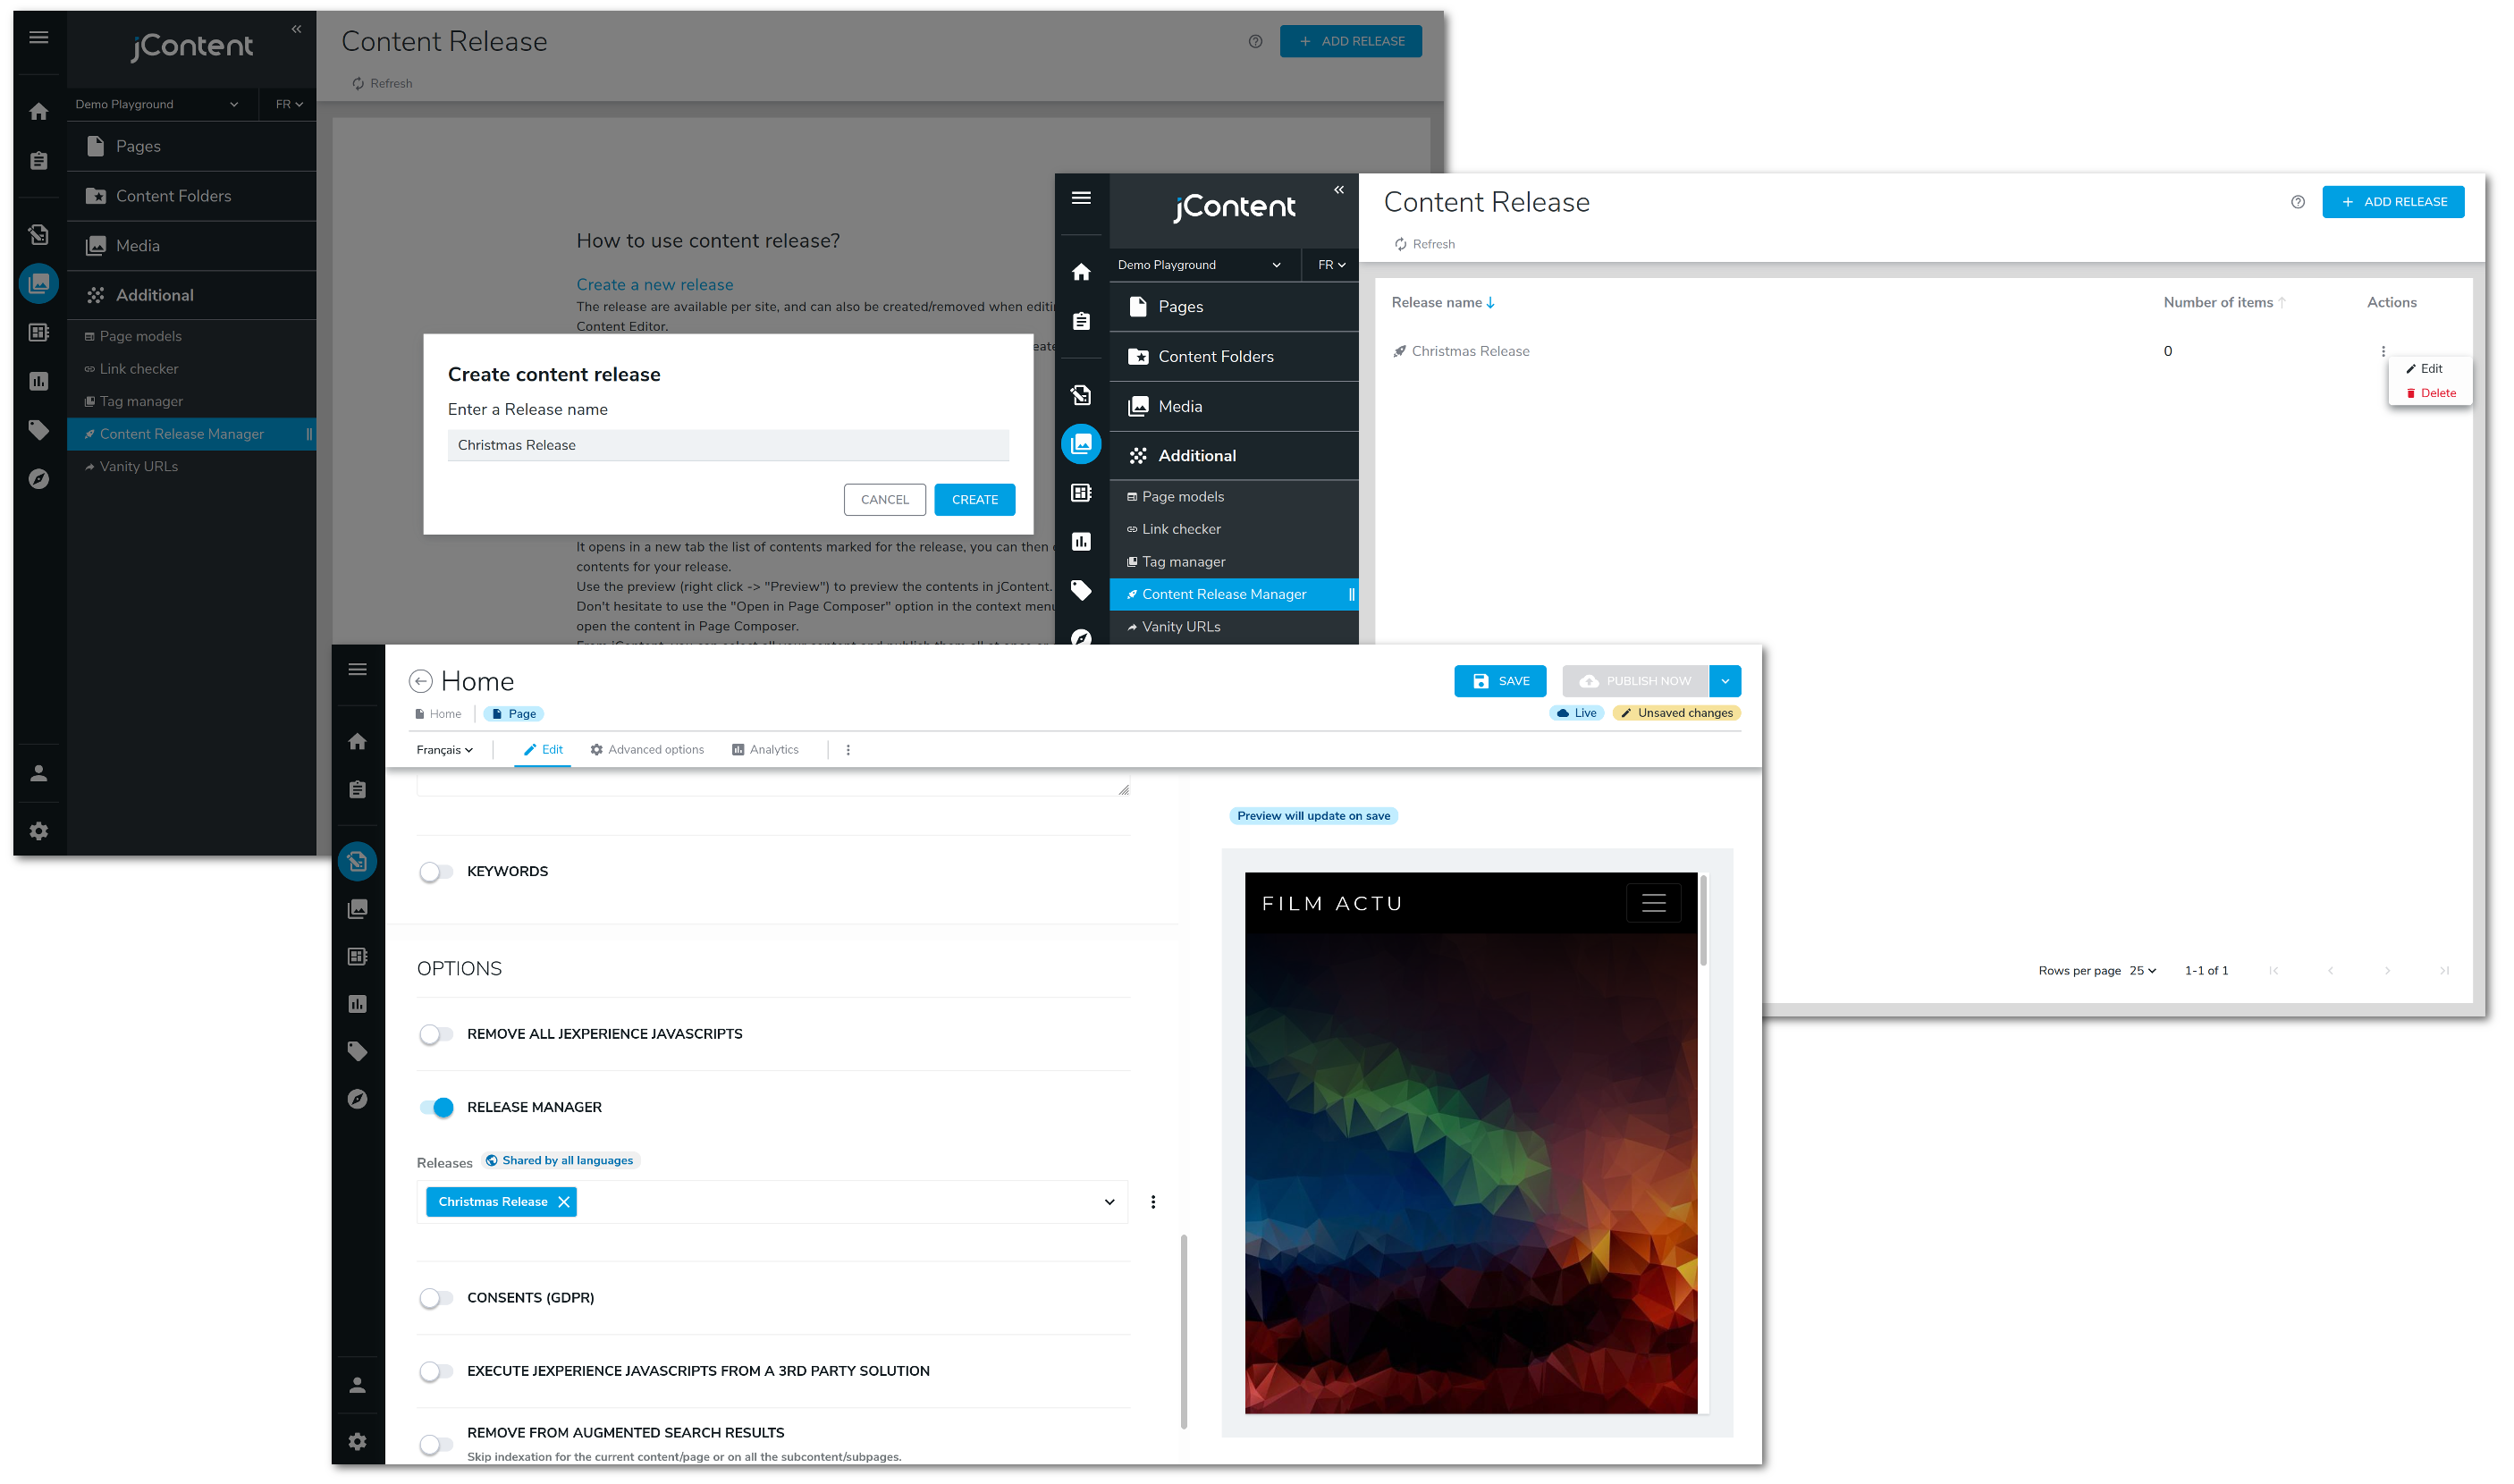 jContent
Demo Playground
FR
Pages
Content Folders
Media
Additional
Page models
Link checker
Tag manager
Content Release Manager
Vanity URLs
Content Release
ADD RELEASE
Refresh
How to use content release?
Create a new release
The release are available per site, and can also be created/removed when editi
Content Editor.
Create content release
Enter a Release name
Christmas Release
CANCEL
CREATE
It opens in a new tab the list of contents marked for the release, you can then
contents for your release.
Use the preview (right click -> "Preview") to preview the contents in jContent.
Don't hesitate to use the "Open in Page Composer" option in the context menu
open the content in Page Composer.
jContent
Demo Playground
FR
Pages
Content Folders
Media
Additional
Page models
Link checker
Tag manager
Content Release Manager
Vanity URLs
Content Release
ADD RELEASE
Refresh
Release name
Number of items
Actions
Christmas Release
0
Edit
Delete
Rows per page 25
1-1 of 1
Home
SAVE
PUBLISH NOW
Home
Page
Live
Unsaved changes
Français
Edit
Advanced options
Analytics
KEYWORDS
OPTIONS
REMOVE ALL JEXPERIENCE JAVASCRIPTS
RELEASE MANAGER
Releases
Shared by all languages
Christmas Release
CONSENTS (GDPR)
EXECUTE JEXPERIENCE JAVASCRIPTS FROM A 3RD PARTY SOLUTION
REMOVE FROM AUGMENTED SEARCH RESULTS
Skip indexation for the current content/page or on all the subcontent/subpages.
Preview will update on save
FILM ACTU